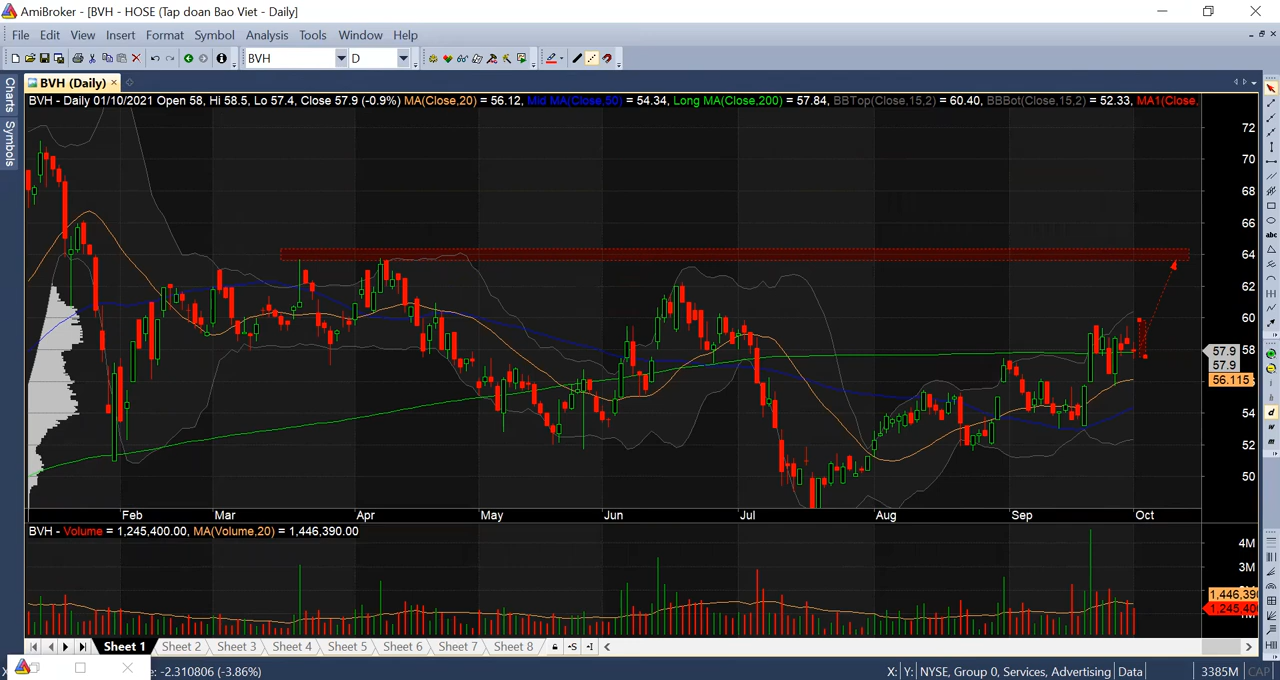 AmiBroker - [BVH - HOSE (Tap doan Bao Viet - Daily]
File Edit View Insert Format Symbol Analysis Tools Window Help
BVH D
Charts
Symbols
BVH (Daily)
BVH - Daily 01/10/2021 Open 58, Hi 58.5, Lo 57.4, Close 57.9 (-0.9%) MA(Close,20) = 56.12, Mid MA(Close,50) = 54.34, Long MA(Close,200) = 57.84, BBTop(Close,15,2) = 60.40, BBBot(Close,15,2) = 52.33, MA1(Close,
72
70
68
66
64
62
60
58
57.9
57.9
56.115
54
52
50
abc
d
w
m
Feb Mar Apr May Jun Jul Aug Sep Oct
BVH - Volume = 1,245,400.00, MA(Volume,20) = 1,446,390.00
4M
3M
1,446,390
1,245,400
Sheet 1 Sheet 2 Sheet 3 Sheet 4 Sheet 5 Sheet 6 Sheet 7 Sheet 8
e: -2.310806 (-3.86%)
X: Y: NYSE, Group 0, Services, Advertising Data 3385M CAP